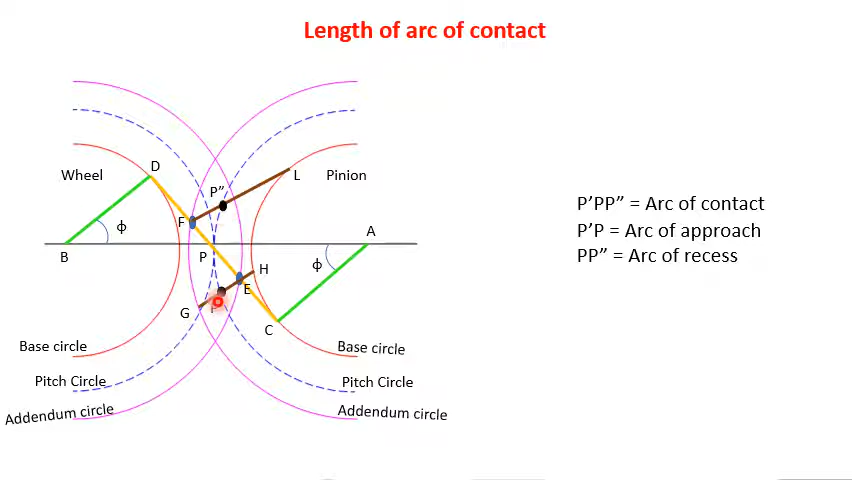 Length of arc of contact
D
Wheel
L
Pinion
P”
F
ϕ
A
B
P
ϕ
H
E
G
C
Base circle
Base circle
Pitch Circle
Pitch Circle
Addendum circle
Addendum circle
P’PP” = Arc of contact
P’P = Arc of approach
PP” = Arc of recess